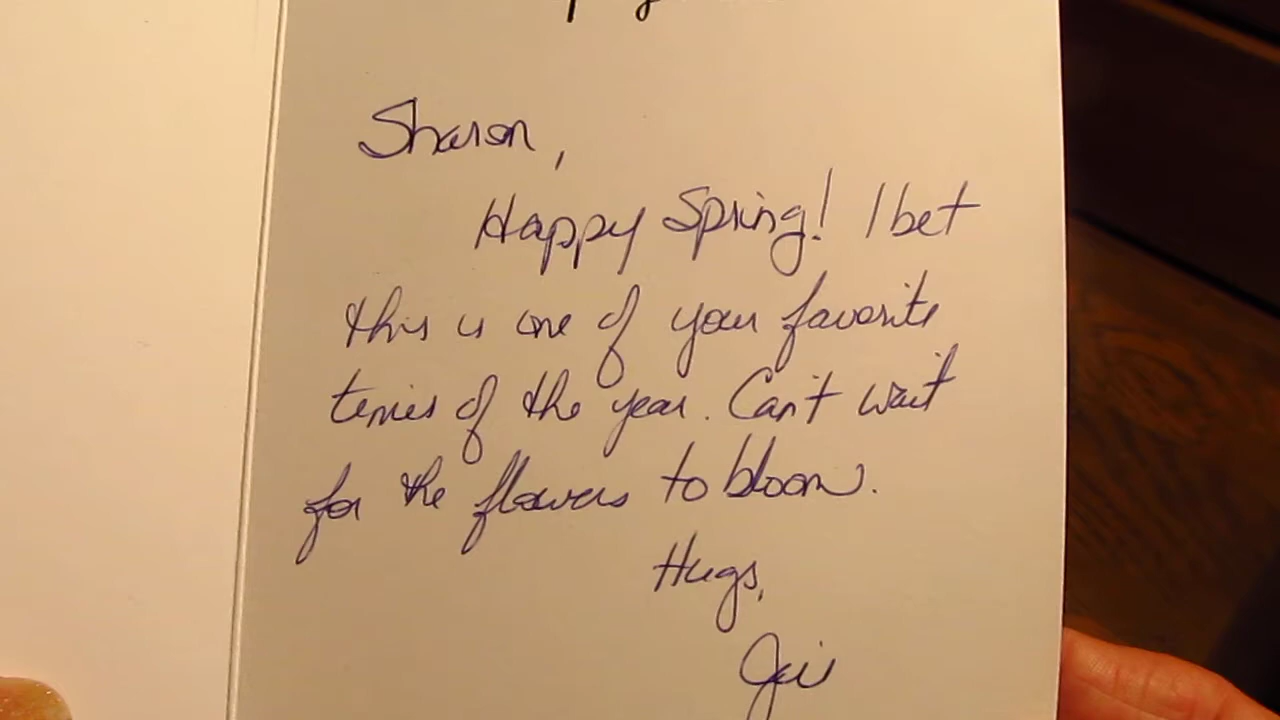 Sharon,
Happy Spring! I bet
this is one of your favorite
times of the year. Can't wait
for the flowers to bloom.
Hugs,